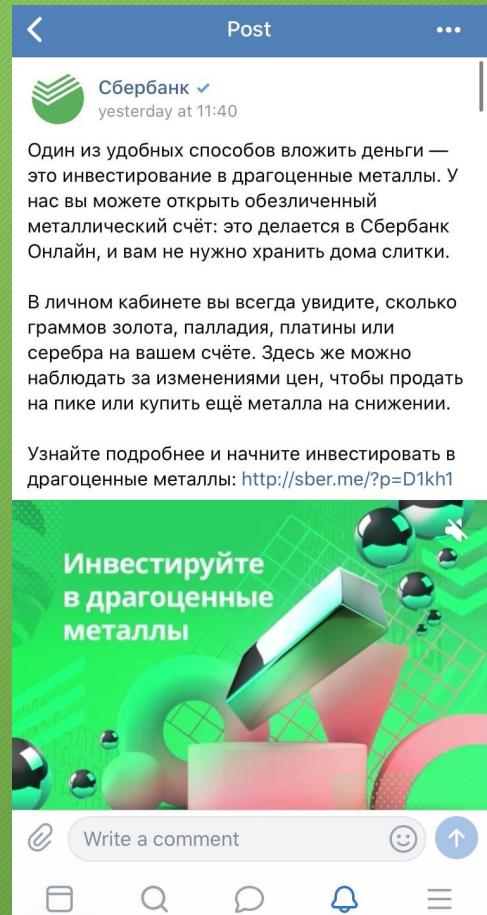 Post
Сбербанк
yesterday at 11:40
Один из удобных способов вложить деньги —
это инвестирование в драгоценные металлы. У
нас вы можете открыть обезличенный
металлический счёт: это делается в Сбербанк
Онлайн, и вам не нужно хранить дома слитки.
В личном кабинете вы всегда увидите, сколько
граммов золота, палладия, платины или
серебра на вашем счёте. Здесь же можно
наблюдать за изменениями цен, чтобы продать
на пике или купить ещё металла на снижении.
Узнайте подробнее и начните инвестировать в
драгоценные металлы: http://sber.me/?p=D1kh1
Инвестируйте
в драгоценные
металлы
Write a comment